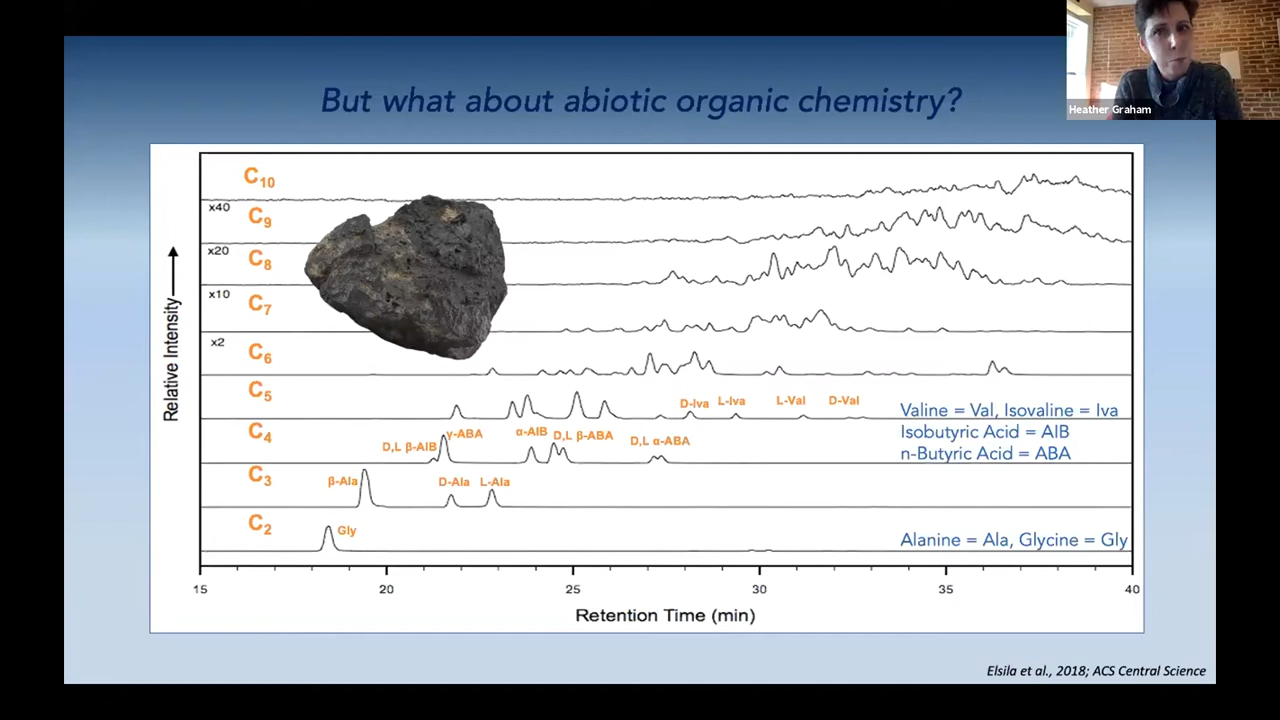 Heather Graham
But what about abiotic organic chemistry?
C10
x40
C9
x20
C8
x10
C7
x2
C6
C5
D-Iva
L-Iva
L-Val
D-Val
Valine = Val, Isovaline = Iva
Isobutyric Acid = AIB
n-Butyric Acid = ABA
C4
D,L β-AIB
γ-ABA
α-AIB
D,L β-ABA
D,L α-ABA
C3
β-Ala
D-Ala
L-Ala
C2
Gly
Alanine = Ala, Glycine = Gly
Relative Intensity
15
20
25
30
35
40
Retention Time (min)
Elsila et al., 2018; ACS Central Science